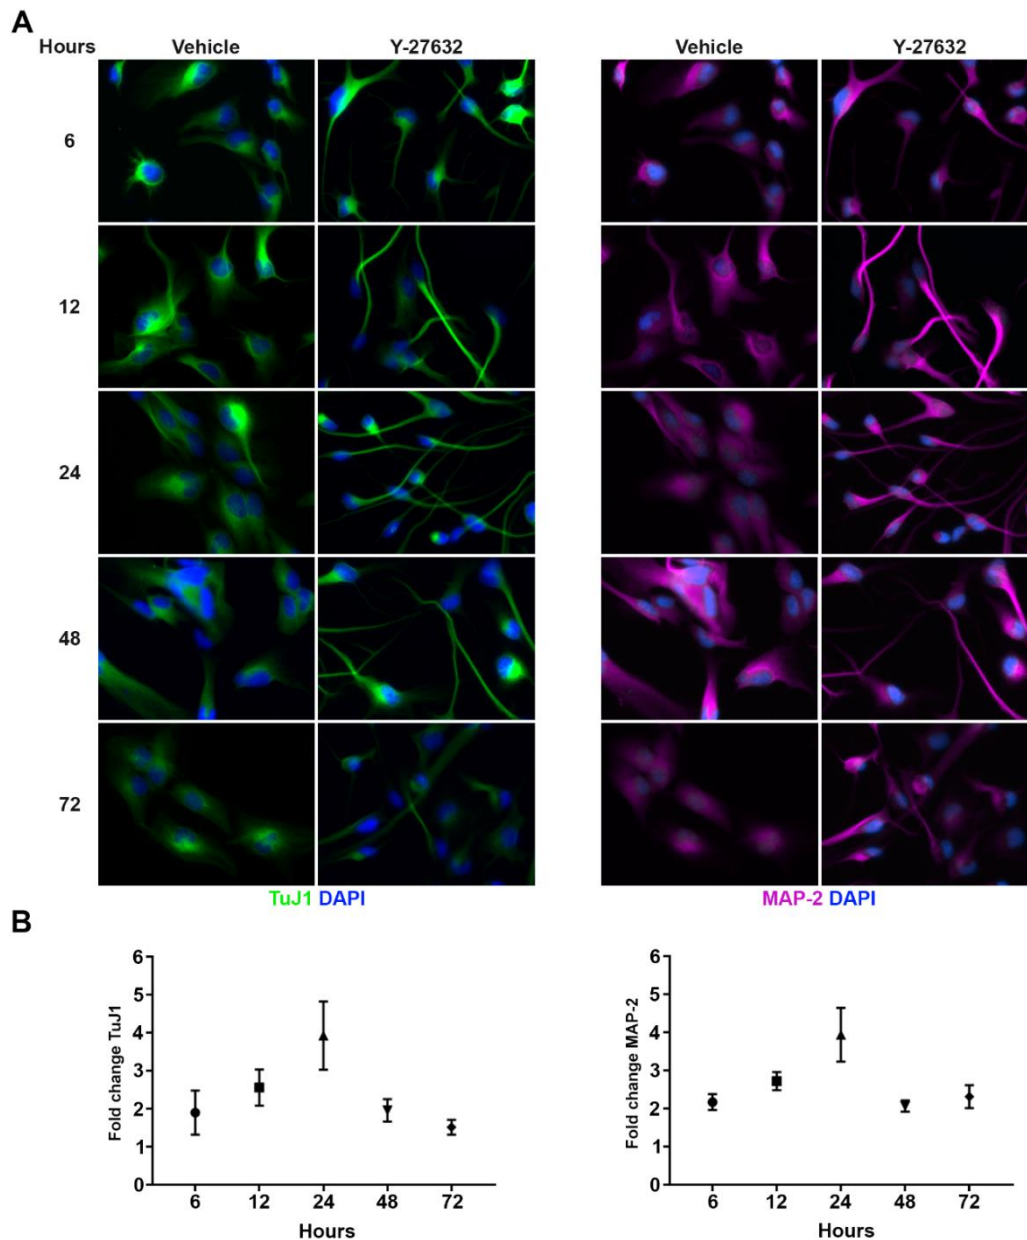 A
Hours Vehicle Y-27632 Vehicle Y-27632
6
12
24
48
72
TuJ1 DAPI MAP-2 DAPI
B
Fold change TuJ1
6
5
4
3
2
1
0
6 12 24 48 72
Hours
Fold change MAP-2
6
5
4
3
2
1
0
6 12 24 48 72
Hours